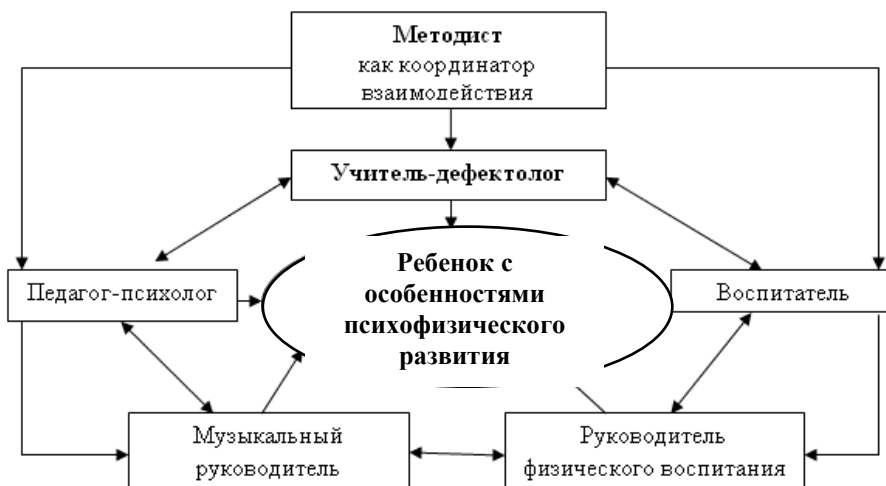 Методист
как координатор
взаимодействия
Учитель-дефектолог
Ребенок с
особенностями
психофизического
развития
Педагог-психолог
Воспитатель
Музыкальный
руководитель
Руководитель
физического воспитания